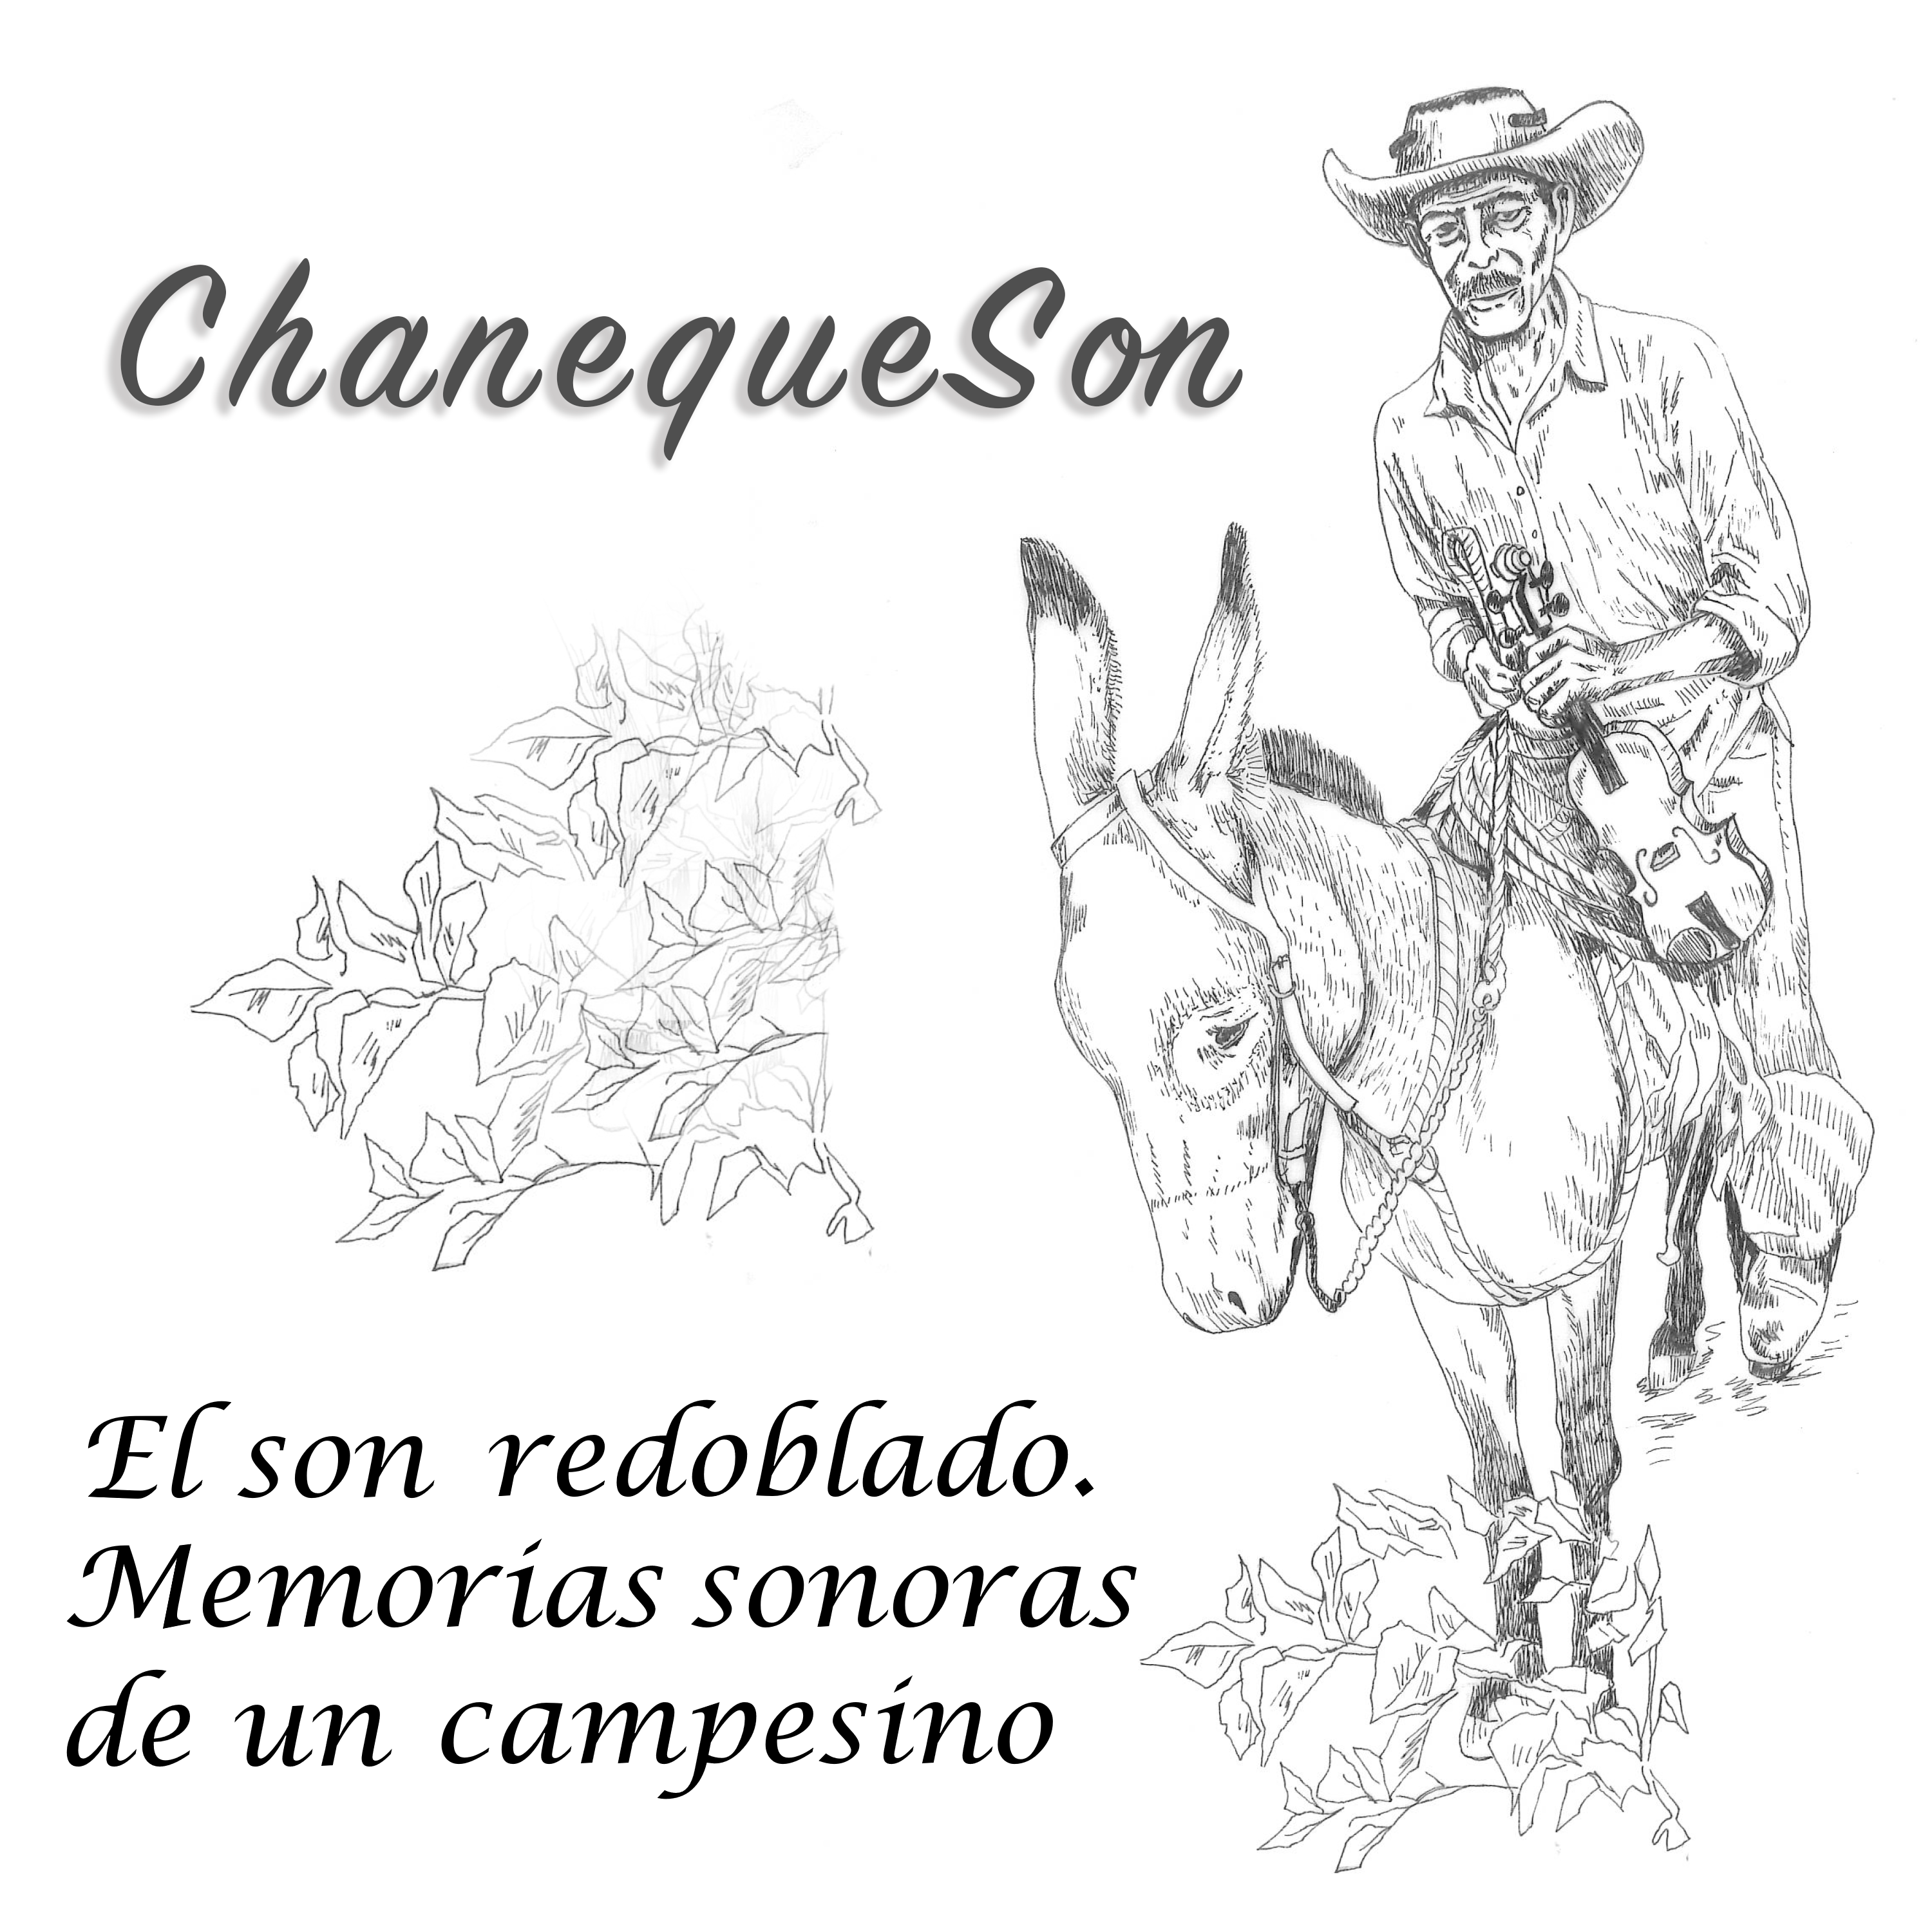 ChanequeSon
El son redoblado.
Memorias sonoras
de un campesino